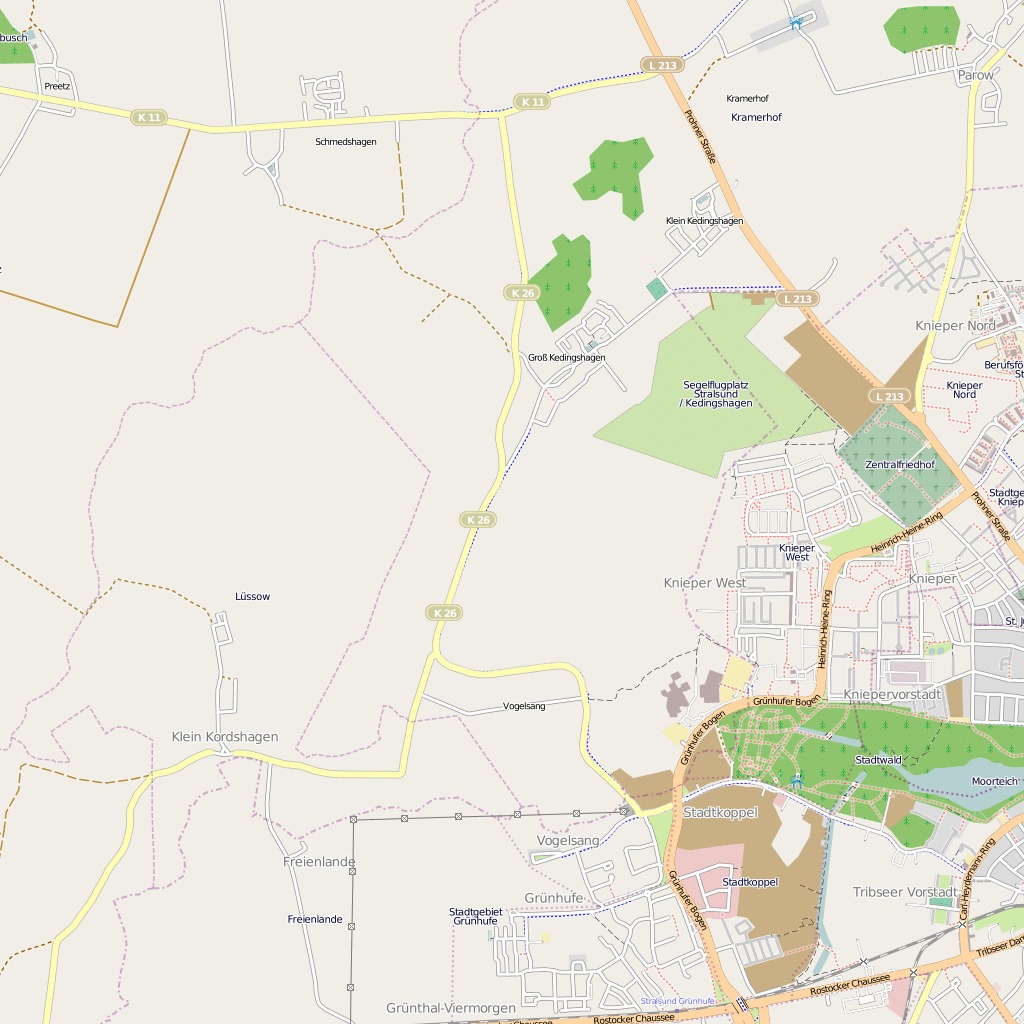 L 213
busch
Preetz
Parow
K 11
K 11
Kramerhof
Kramerhof
Prohner Straße
Schmedshagen
Klein Kedingshagen
K 26
L 213
Knieper Nord
Groß Kedingshagen
Berufsfö
St
Segelflugplatz
Stralsund
/ Kedingshagen
Knieper
Nord
L 213
Zentralfriedhof
Prohner Straße
Stadtge
Kniep
K 26
Heinrich-Heine-Ring
Knieper
West
Knieper West
Knieper
Lüssow
K 26
Heinrich-Heine-Ring
St. J
Kniepervorstadt
Grünhufer Bogen
Vogelsang
Grünhufer Bogen
Klein Kordshagen
Stadtwald
Moorteich
Stadtkoppel
Vogelsang
Freienlande
Carl-Heydemann-Ring
Stadtkoppel
Tribseer Vorstadt
Grünhufe
Grünhufer Bogen
Freienlande
Stadtgebiet
Grünhufe
Tribseer Dam
Rostocker Chaussee
Stralsund Grünhufe
Grünthal-Viermorgen
Chaussee
Rostocker Chaussee